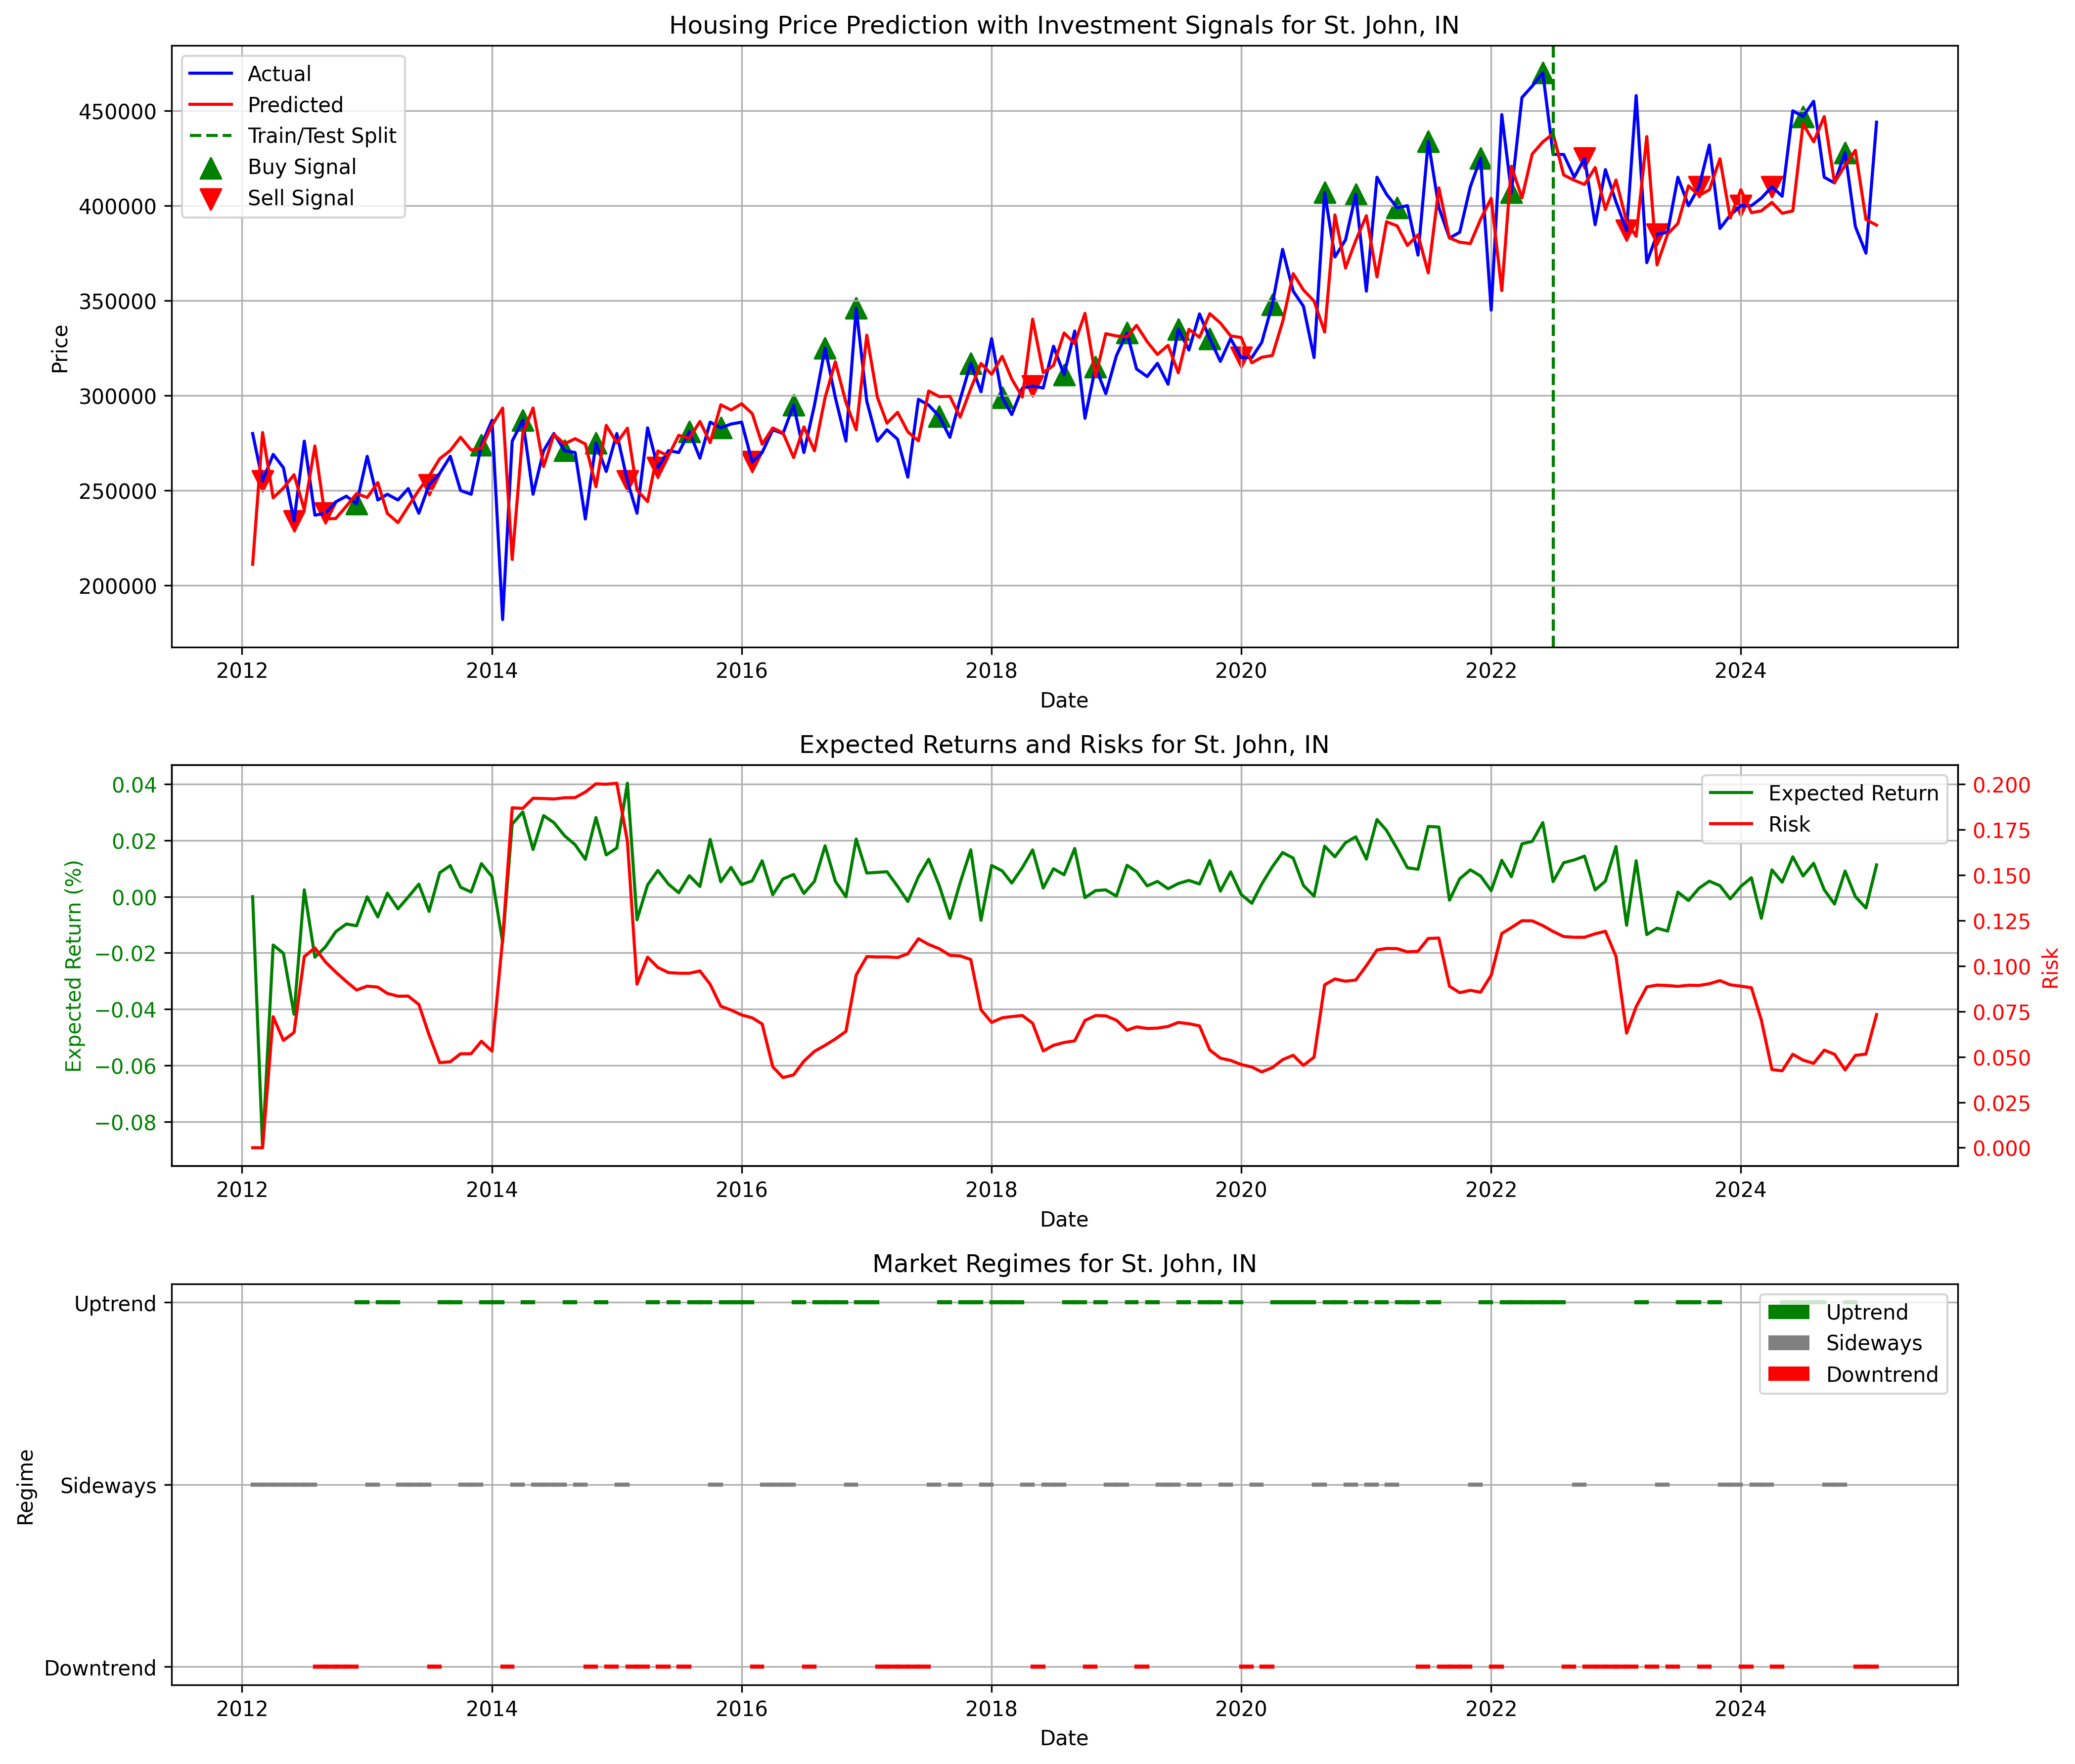 Housing Price Prediction with Investment Signals for St. John, IN
Actual
Predicted
Train/Test Split
Buy Signal
Sell Signal
450000
400000
350000
300000
250000
200000
Price
2012 2014 2016 2018 2020 2022 2024
Date
Expected Returns and Risks for St. John, IN
Expected Return
Risk
0.04
0.02
0.00
−0.02
−0.04
−0.06
−0.08
Expected Return (%)
0.200
0.175
0.150
0.125
0.100
0.075
0.050
0.025
0.000
Risk
2012 2014 2016 2018 2020 2022 2024
Date
Market Regimes for St. John, IN
Uptrend
Sideways
Downtrend
Uptrend
Sideways
Downtrend
Regime
2012 2014 2016 2018 2020 2022 2024
Date